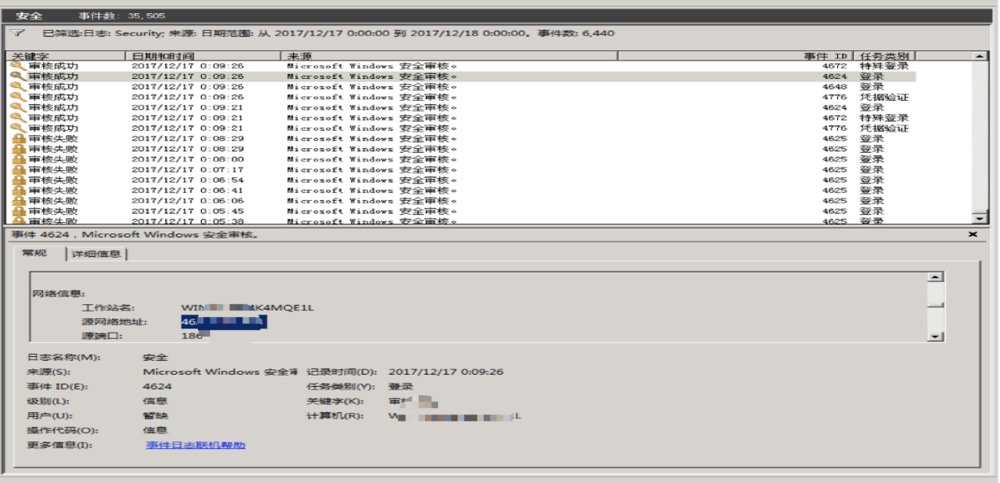 安全 事件数: 35,505
已筛选:日志: Security; 来源: 日期范围: 从 2017/12/17 0:00:00 到 2017/12/18 0:00:00。事件数: 6,440
关键字 日期和时间 来源 事件 ID 任务类别
审核成功 2017/12/17 0:09:26 Microsoft Windows 安全审核。 4672 特殊登录
审核成功 2017/12/17 0:09:26 Microsoft Windows 安全审核。 4624 登录
审核成功 2017/12/17 0:09:26 Microsoft Windows 安全审核。 4648 登录
审核成功 2017/12/17 0:09:26 Microsoft Windows 安全审核。 4776 凭据验证
审核成功 2017/12/17 0:09:21 Microsoft Windows 安全审核。 4624 登录
审核成功 2017/12/17 0:09:21 Microsoft Windows 安全审核。 4672 特殊登录
审核成功 2017/12/17 0:09:21 Microsoft Windows 安全审核。 4776 凭据验证
审核失败 2017/12/17 0:08:29 Microsoft Windows 安全审核。 4625 登录
审核失败 2017/12/17 0:08:29 Microsoft Windows 安全审核。 4625 登录
审核失败 2017/12/17 0:08:00 Microsoft Windows 安全审核。 4625 登录
审核失败 2017/12/17 0:07:17 Microsoft Windows 安全审核。 4625 登录
审核失败 2017/12/17 0:06:54 Microsoft Windows 安全审核。 4625 登录
审核失败 2017/12/17 0:06:41 Microsoft Windows 安全审核。 4625 登录
审核失败 2017/12/17 0:06:06 Microsoft Windows 安全审核。 4625 登录
审核失败 2017/12/17 0:05:45 Microsoft Windows 安全审核。 4625 登录
审核失败 2017/12/17 0:05:38 Microsoft Windows 安全审核。 4625 登录
事件 4624，Microsoft Windows 安全审核。
常规 详细信息
网络信息:
工作站名: K4MQE1L
源网络地址: 46
源端口: 186
日志名称(M): 安全
来源(S): Microsoft Windows 安全审 记录时间(D): 2017/12/17 0:09:26
事件 ID(E): 4624 任务类别(Y): 登录
级别(L): 信息 关键字(K): 审
用户(U): 暂缺 计算机(R): W L
操作代码(O): 信息
更多信息(I): 事件日志联机帮助